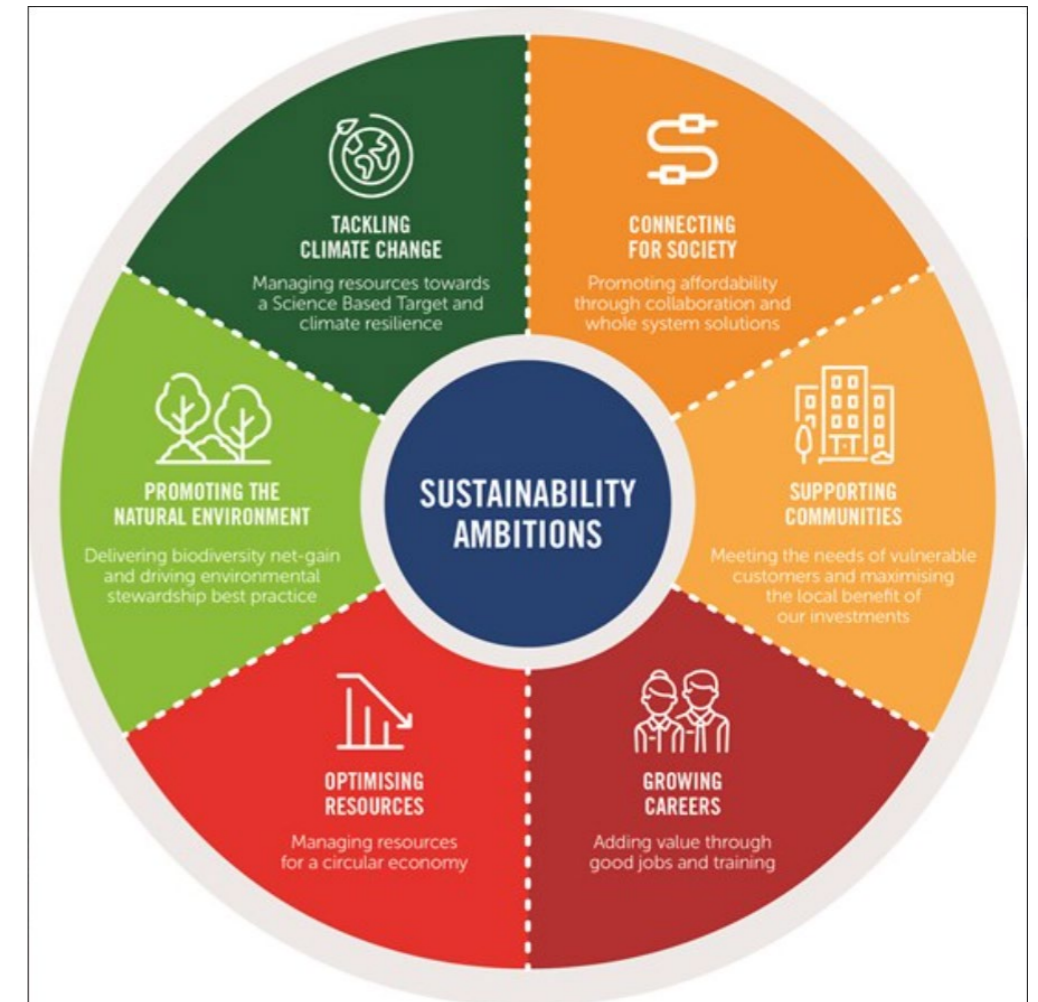 TACKLING
CLIMATE CHANGE
Managing resources towards
a Science Based Target and
climate resilience
CONNECTING
FOR SOCIETY
Promoting affordability
through collaboration and
whole system solutions
PROMOTING THE
NATURAL ENVIRONMENT
Delivering biodiversity net-gain
and driving environmental
stewardship best practice
SUSTAINABILITY
AMBITIONS
SUPPORTING
COMMUNITIES
Meeting the needs of vulnerable
customers and maximising
the local benefit of
our investments
OPTIMISING
RESOURCES
Managing resources
for a circular economy
GROWING
CAREERS
Adding value through
good jobs and training